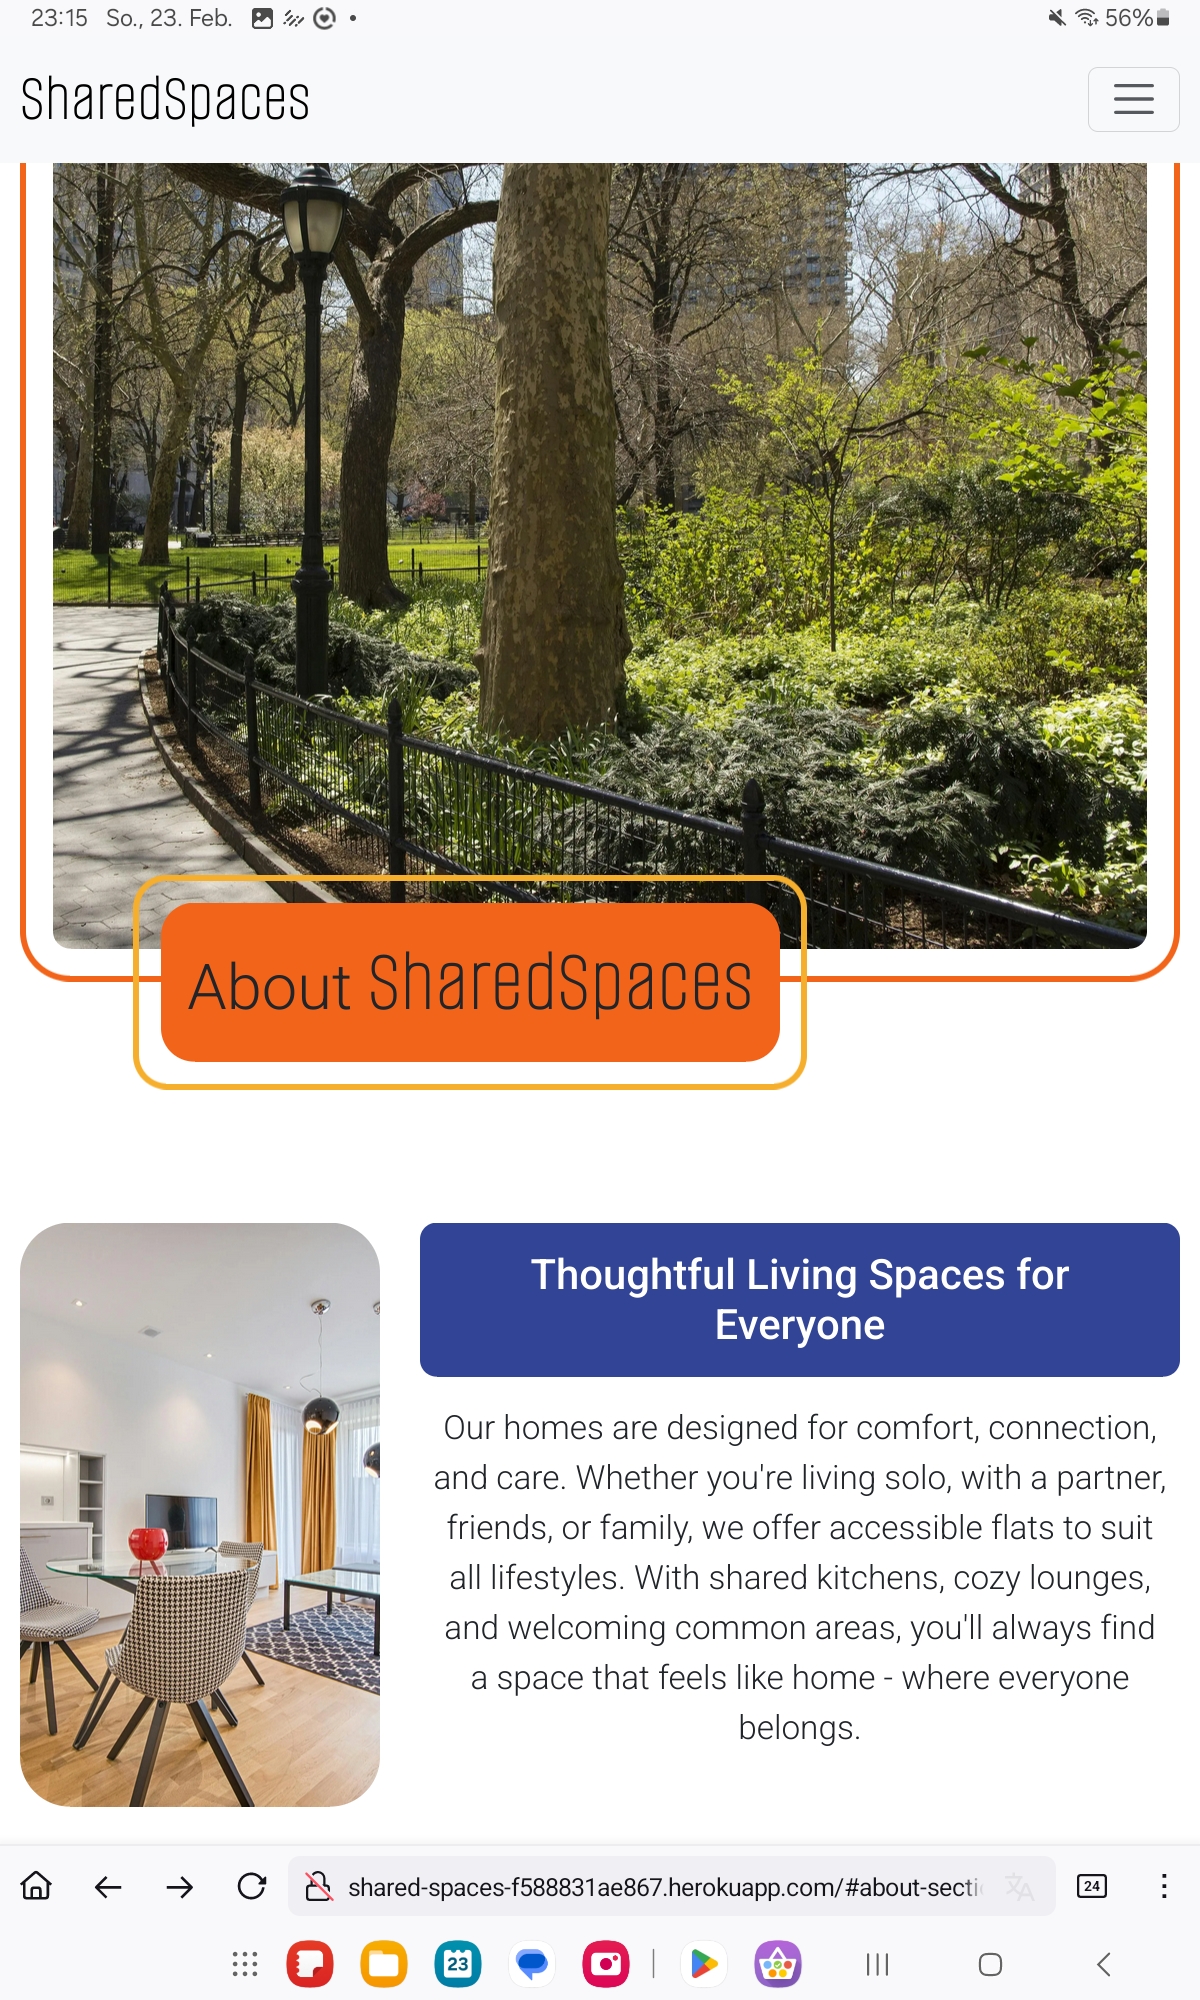 23:15 So., 23. Feb. 56%
SharedSpaces
About SharedSpaces
Thoughtful Living Spaces for
Everyone
Our homes are designed for comfort, connection,
and care. Whether you're living solo, with a partner,
friends, or family, we offer accessible flats to suit
all lifestyles. With shared kitchens, cozy lounges,
and welcoming common areas, you'll always find
a space that feels like home - where everyone
belongs.
shared-spaces-f588831ae867.herokuapp.com/#about-secti
24
23